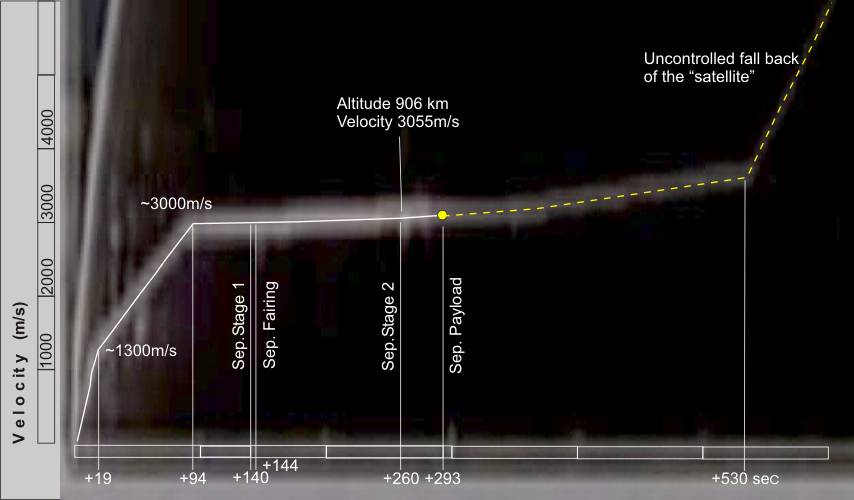 Uncontrolled fall back
of the “satellite”
Altitude 906 km
Velocity 3055m/s
~3000m/s
~1300m/s
Velocity (m/s)
4000
3000
2000
1000
Sep.Stage 1
Sep. Fairing
Sep.Stage 2
Sep. Payload
+144
+19
+94
+140
+260
+293
+530 sec